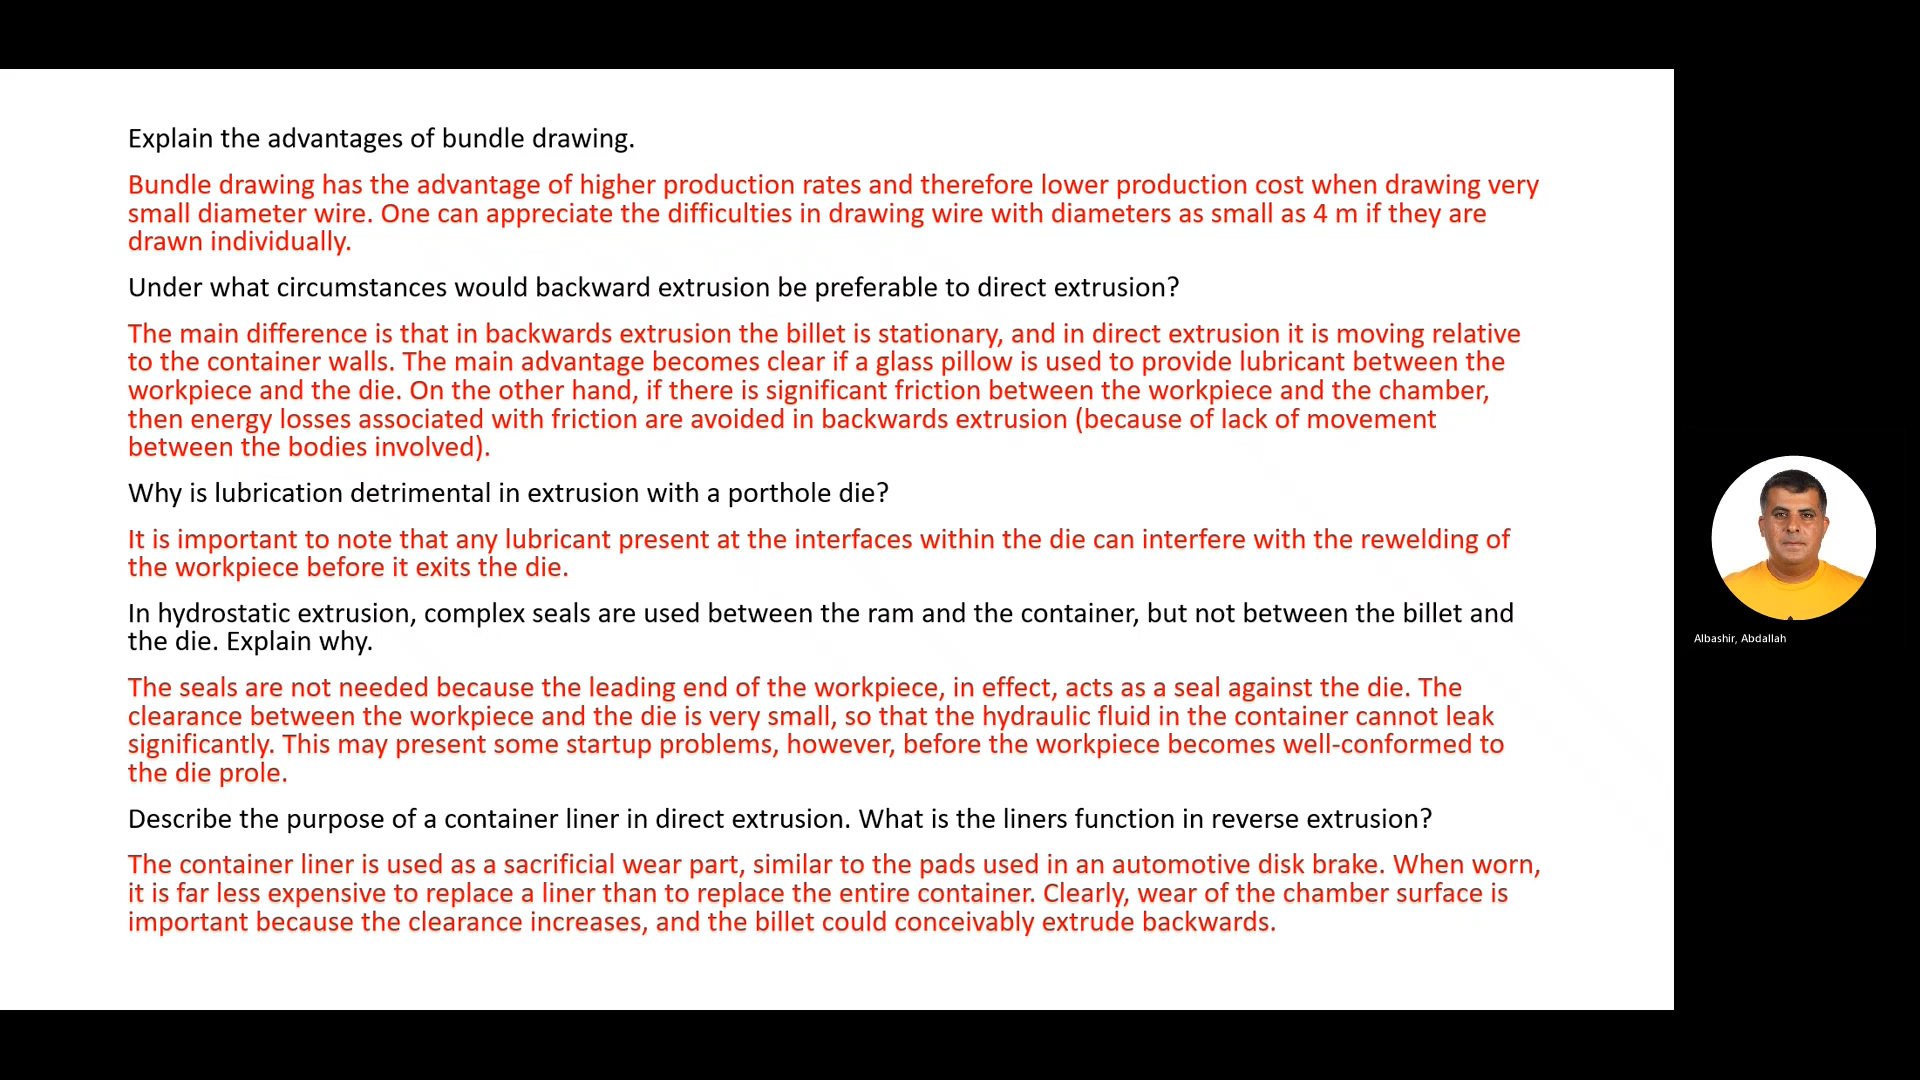 Explain the advantages of bundle drawing.
Bundle drawing has the advantage of higher production rates and therefore lower production cost when drawing very
small diameter wire. One can appreciate the difficulties in drawing wire with diameters as small as 4 m if they are
drawn individually.
Under what circumstances would backward extrusion be preferable to direct extrusion?
The main difference is that in backwards extrusion the billet is stationary, and in direct extrusion it is moving relative
to the container walls. The main advantage becomes clear if a glass pillow is used to provide lubricant between the
workpiece and the die. On the other hand, if there is significant friction between the workpiece and the chamber,
then energy losses associated with friction are avoided in backwards extrusion (because of lack of movement
between the bodies involved).
Why is lubrication detrimental in extrusion with a porthole die?
It is important to note that any lubricant present at the interfaces within the die can interfere with the rewelding of
the workpiece before it exits the die.
In hydrostatic extrusion, complex seals are used between the ram and the container, but not between the billet and
the die. Explain why.
The seals are not needed because the leading end of the workpiece, in effect, acts as a seal against the die. The
clearance between the workpiece and the die is very small, so that the hydraulic fluid in the container cannot leak
significantly. This may present some startup problems, however, before the workpiece becomes well-conformed to
the die prole.
Describe the purpose of a container liner in direct extrusion. What is the liners function in reverse extrusion?
The container liner is used as a sacrificial wear part, similar to the pads used in an automotive disk brake. When worn,
it is far less expensive to replace a liner than to replace the entire container. Clearly, wear of the chamber surface is
important because the clearance increases, and the billet could conceivably extrude backwards.
Albashir, Abdallah